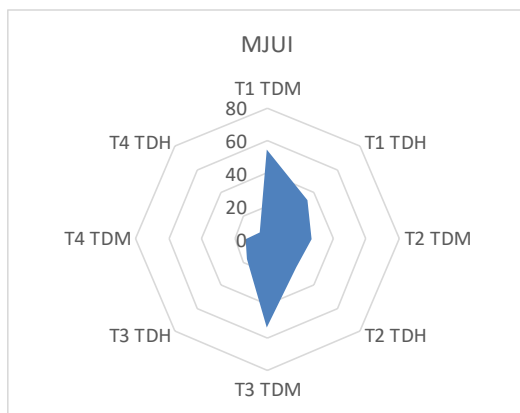 MJUI
T1 TDM
80
T4 TDH
T1 TDH
60
40
20
T4 TDM
0
T2 TDM
T3 TDH
T2 TDH
T3 TDM